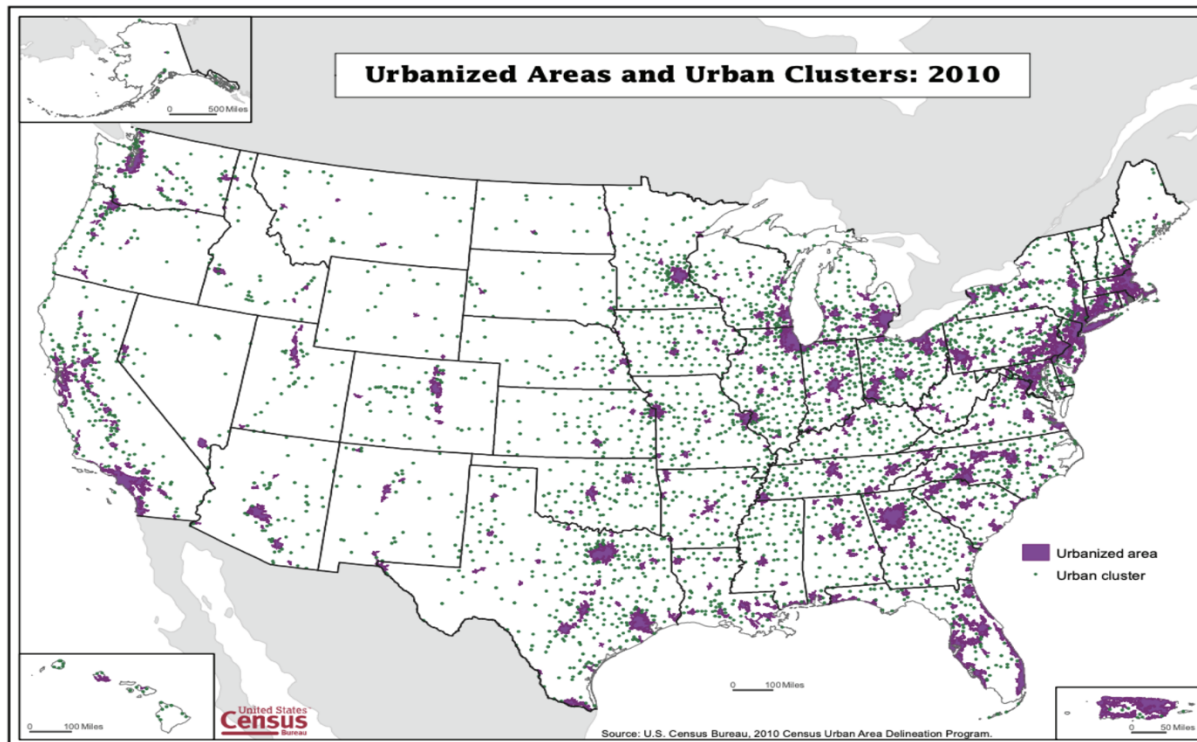 Urbanized Areas and Urban Clusters: 2010
0 500 Miles
Urbanized area
Urban cluster
0 100 Miles
0 100 Miles
United States
Census
Bureau
0 50 Miles
Source: U.S. Census Bureau, 2010 Census Urban Area Delineation Program.